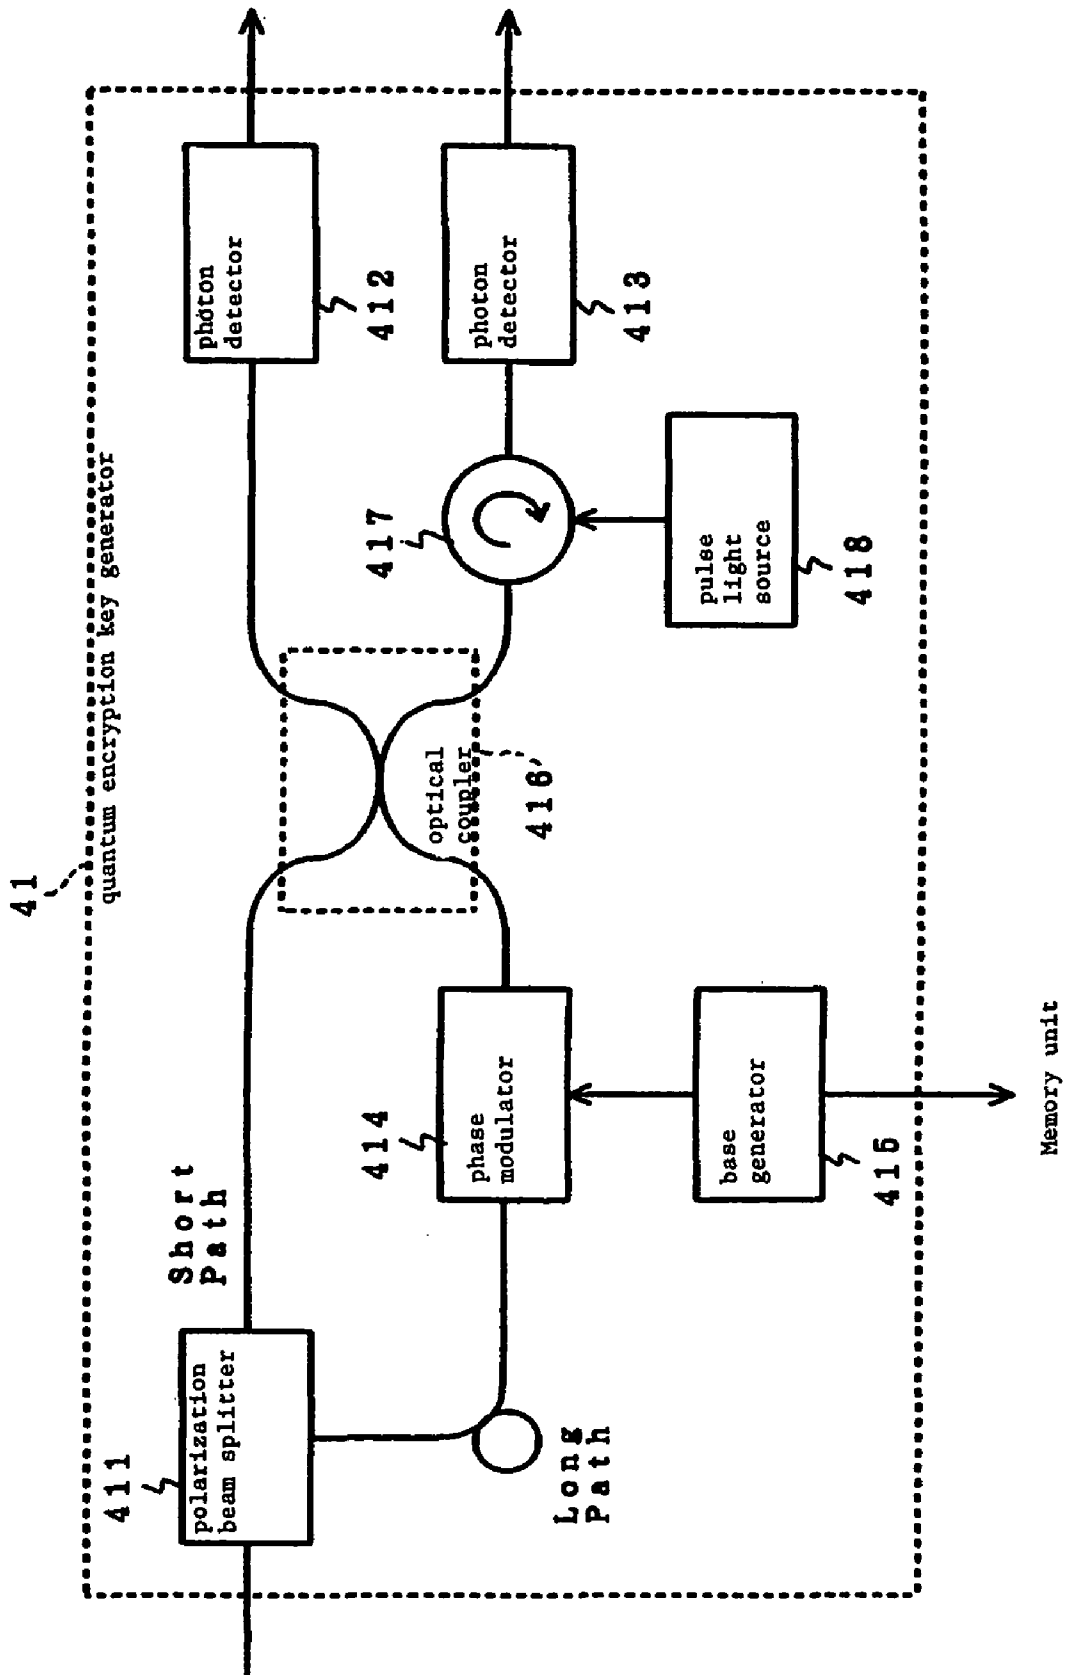 41
quantum encryption key generator
411
polarization
beam splitter
Short
Path
Long
Path
414
phase
modulator
base
generator
415
Memory unit
optical
coupler
416
417
pulse
light
source
418
photon
detector
412
photon
detector
413